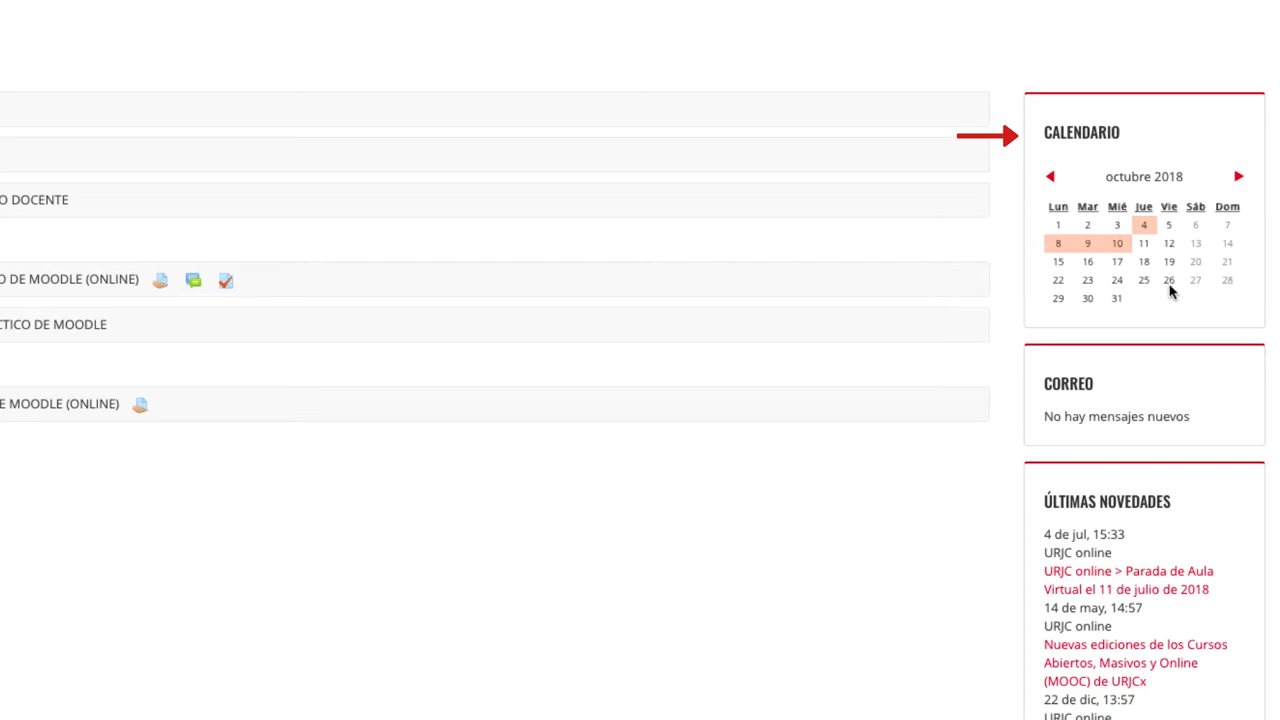 O DOCENTE
O DE MOODLE (ONLINE)
CTICO DE MOODLE
E MOODLE (ONLINE)
CALENDARIO
octubre 2018
Lun Mar Mié Jue Vie Sáb Dom
1 2 3 4 5 6 7
8 9 10 11 12 13 14
15 16 17 18 19 20 21
22 23 24 25 26 27 28
29 30 31
CORREO
No hay mensajes nuevos
ÚLTIMAS NOVEDADES
4 de jul, 15:33
URJC online
URJC online > Parada de Aula
Virtual el 11 de julio de 2018
14 de may, 14:57
URJC online
Nuevas ediciones de los Cursos
Abiertos, Masivos y Online
(MOOC) de URJCx
22 de dic, 13:57
URJC online